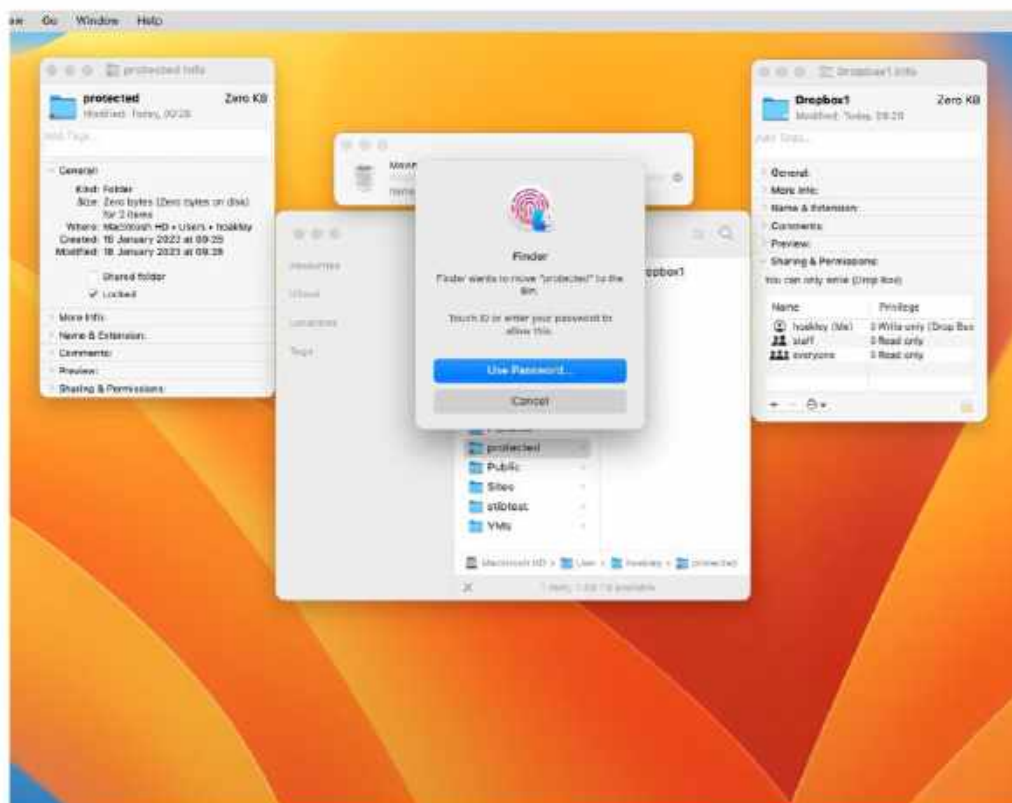 Go Window Help
protected Info
protected Zero KB
Modified: Today, 09:28
Add Tags...
General:
Kind: Folder
Size: Zero bytes (Zero bytes on disk)
for 2 items
Where: Macintosh HD • Users • hoakley
Created: 16 January 2023 at 09:25
Modified: 16 January 2023 at 09:28
Shared folder
Locked
More Info:
Name & Extension:
Comments:
Preview:
Sharing & Permissions:
Finder
Finder wants to move "protected" to the
Bin.
Touch ID or enter your password to
allow this.
Use Password...
Cancel
Favourites
iCloud
Locations
Tags
protected
Public
Sites
stibtest
VMs
Macintosh HD
protected
Dropbox1 Info
Dropbox1 Zero KB
Modified: Today, 09:28
Add Tags...
General:
More Info:
Name & Extension:
Comments:
Preview:
Sharing & Permissions:
You can only write (Drop Box)
Name Privilege
hoakley (Me) Write only (Drop Box
staff Read only
everyone Read only